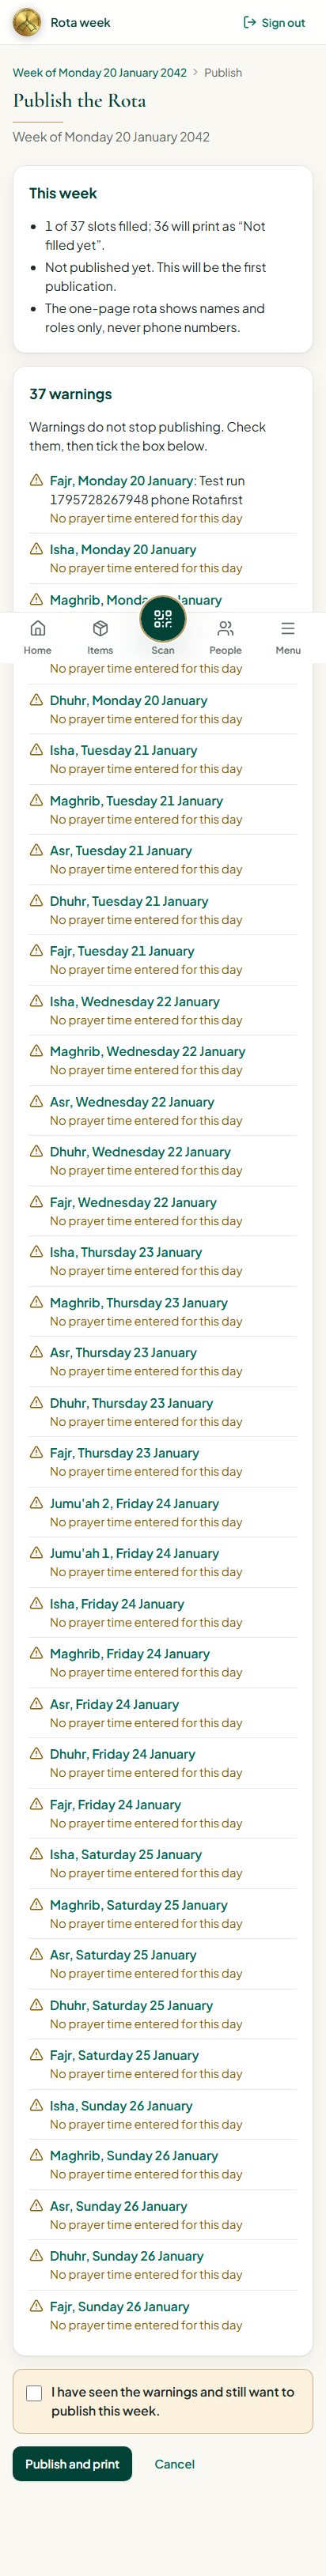 Rota week
Sign out
Week of Monday 20 January 2042 > Publish
Publish the Rota
Week of Monday 20 January 2042
This week
• 1 of 37 slots filled; 36 will print as “Not
filled yet”.
• Not published yet. This will be the first
publication.
• The one-page rota shows names and
roles only, never phone numbers.
37 warnings
Warnings do not stop publishing. Check
them, then tick the box below.
Fajr, Monday 20 January: Test run
1795728267948 phone Rotafirst
No prayer time entered for this day
Isha, Monday 20 January
No prayer time entered for this day
Maghrib, Monday January
Home
Items
Scan
People
Menu
No prayer time entered for this day
Dhuhr, Monday 20 January
No prayer time entered for this day
Isha, Tuesday 21 January
No prayer time entered for this day
Maghrib, Tuesday 21 January
No prayer time entered for this day
Asr, Tuesday 21 January
No prayer time entered for this day
Dhuhr, Tuesday 21 January
No prayer time entered for this day
Fajr, Tuesday 21 January
No prayer time entered for this day
Isha, Wednesday 22 January
No prayer time entered for this day
Maghrib, Wednesday 22 January
No prayer time entered for this day
Asr, Wednesday 22 January
No prayer time entered for this day
Dhuhr, Wednesday 22 January
No prayer time entered for this day
Fajr, Wednesday 22 January
No prayer time entered for this day
Isha, Thursday 23 January
No prayer time entered for this day
Maghrib, Thursday 23 January
No prayer time entered for this day
Asr, Thursday 23 January
No prayer time entered for this day
Dhuhr, Thursday 23 January
No prayer time entered for this day
Fajr, Thursday 23 January
No prayer time entered for this day
Jumu'ah 2, Friday 24 January
No prayer time entered for this day
Jumu'ah 1, Friday 24 January
No prayer time entered for this day
Isha, Friday 24 January
No prayer time entered for this day
Maghrib, Friday 24 January
No prayer time entered for this day
Asr, Friday 24 January
No prayer time entered for this day
Dhuhr, Friday 24 January
No prayer time entered for this day
Fajr, Friday 24 January
No prayer time entered for this day
Isha, Saturday 25 January
No prayer time entered for this day
Maghrib, Saturday 25 January
No prayer time entered for this day
Asr, Saturday 25 January
No prayer time entered for this day
Dhuhr, Saturday 25 January
No prayer time entered for this day
Fajr, Saturday 25 January
No prayer time entered for this day
Isha, Sunday 26 January
No prayer time entered for this day
Maghrib, Sunday 26 January
No prayer time entered for this day
Asr, Sunday 26 January
No prayer time entered for this day
Dhuhr, Sunday 26 January
No prayer time entered for this day
Fajr, Sunday 26 January
No prayer time entered for this day
I have seen the warnings and still want to
publish this week.
Publish and print
Cancel